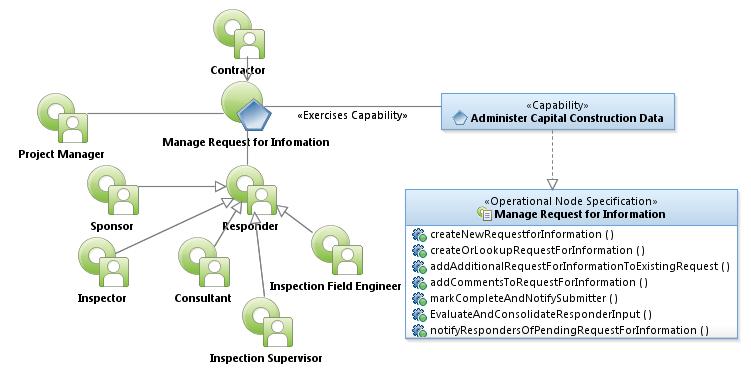 Contractor
«Exercises Capability»
Manage Request for Infomation
Project Manager
Sponsor
Responder
Inspector
Consultant
Inspection Field Engineer
Inspection Supervisor
«Capability»
Administer Capital Construction Data
«Operational Node Specification»
Manage Request for Information
createNewRequestforInformation ()
createOrLookupRequestForInformation ()
addAdditionalRequestForInformationToExistingRequest ()
addCommentsToRequestForInformation ()
markCompleteAndNotifySubmitter ()
EvaluateAndConsolidateResponderInput ()
notifyRespondersOfPendingRequestForInformation ()